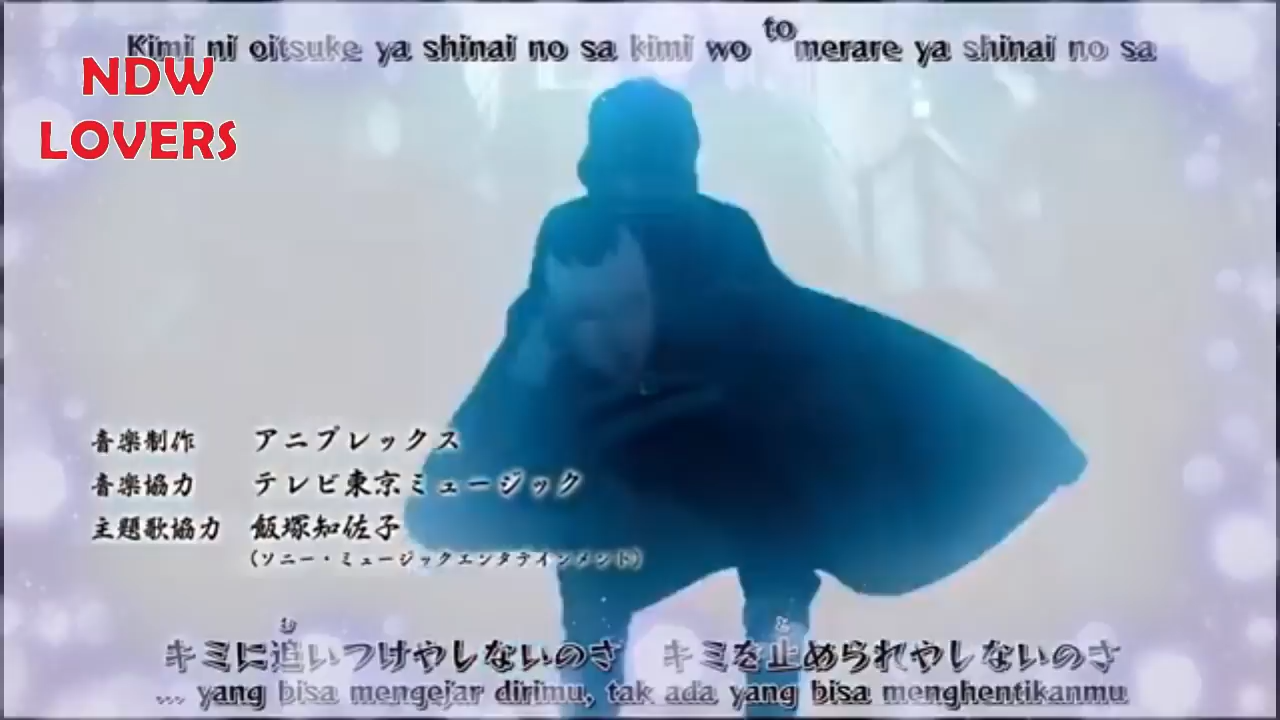 Kimi ni oitsuke ya shinai no sa kimi wo tomerare ya shinai no sa
NDW
LOVERS
音楽制作 アニプレックス
音楽協力 テレビ東京ミュージック
主題歌協力 飯塚知佐子
(ソニー・ミュージックエンタテインメント)
む と
キミに追いつけやしないのさ キミを止められやしないのさ
... yang bisa mengejar dirimu, tak ada yang bisa menghentikanmu